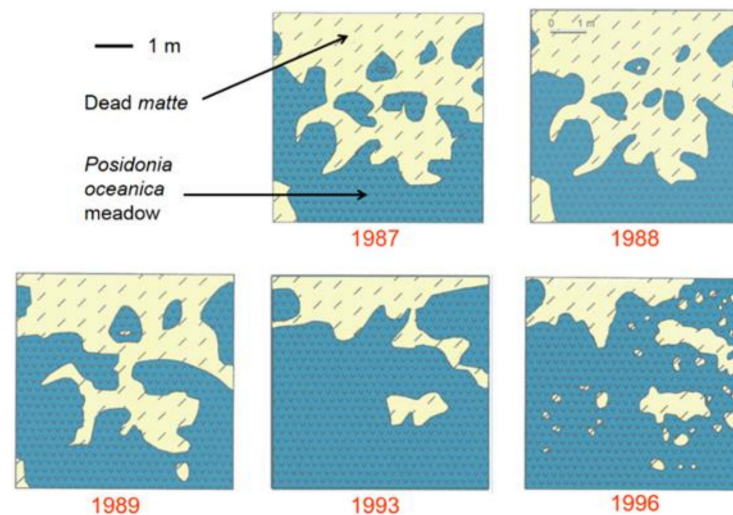 1 m
Dead matte
Posidonia
oceanica
meadow
0 1 m
1987
1988
1989
1993
1996